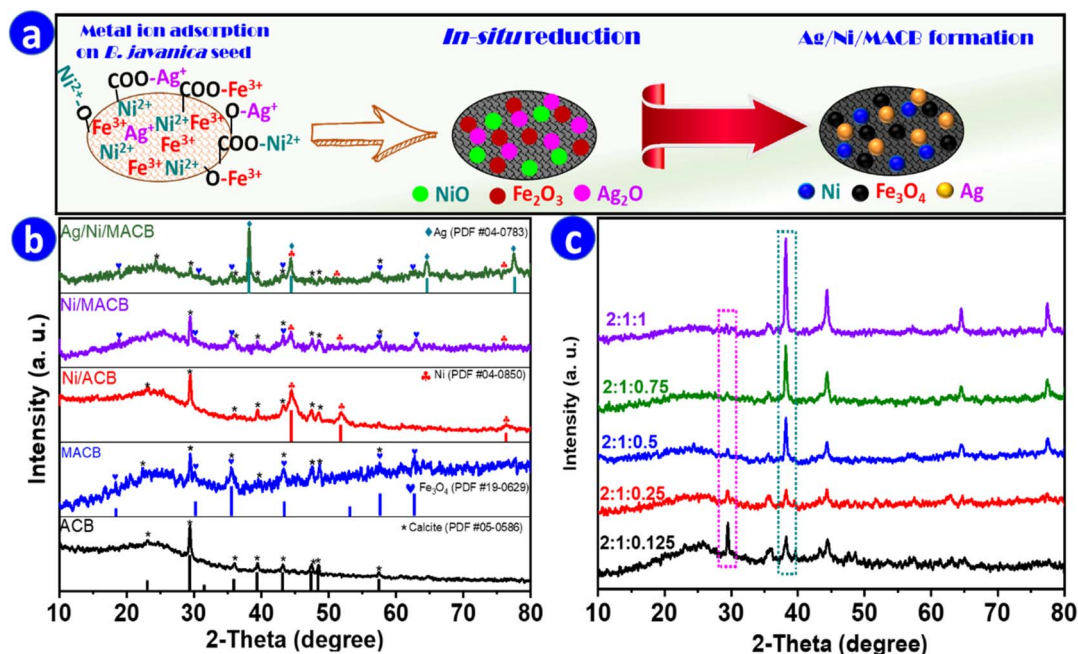 a
Metal ion adsorption
on B. javanica seed
In-situ reduction
Ag/Ni/MACB formation
Ni²⁺-O
COO-Ag⁺
COO-Fe³⁺
O-Ag⁺
COO-Ni²⁺
O-Fe³⁺
Ni²⁺
Fe³⁺
Ag⁺
Ni²⁺
Fe³⁺
Fe³⁺
Ni²⁺
Fe³⁺
Ni²⁺
NiO
Fe₂O₃
Ag₂O
Ni
Fe₃O₄
Ag
b
Ag/Ni/MACB
Ag (PDF #04-0783)
Ni/MACB
Ni/ACB
Ni (PDF #04-0850)
MACB
Fe₃O₄ (PDF #19-0629)
ACB
Calcite (PDF #05-0586)
Intensity (a. u.)
10 20 30 40 50 60 70 80
2-Theta (degree)
c
2:1:1
2:1:0.75
2:1:0.5
2:1:0.25
2:1:0.125
Intensity (a. u.)
10 20 30 40 50 60 70 80
2-Theta (degree)